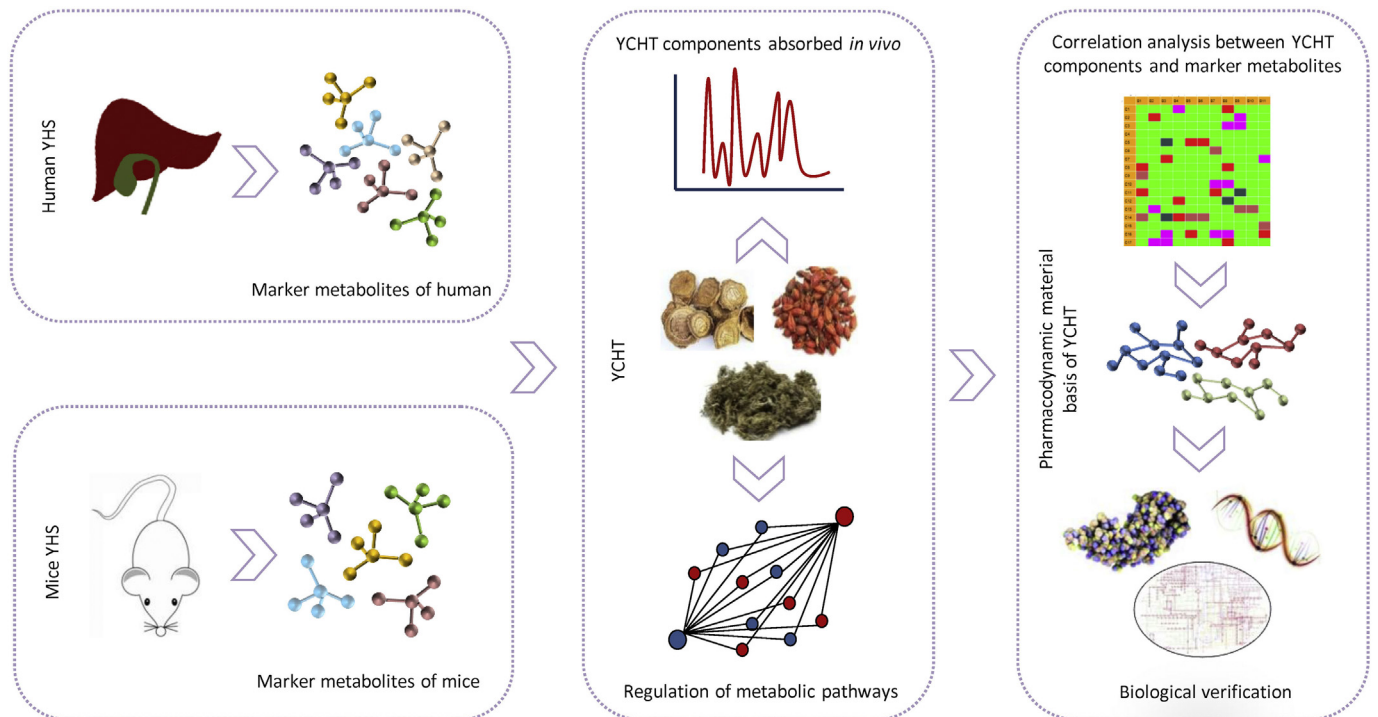 Human YHS
Marker metabolites of human
Mice YHS
Marker metabolites of mice
YCHT components absorbed in vivo
YCHT
Regulation of metabolic pathways
Correlation analysis between YCHT
components and marker metabolites
Pharmacodynamic material
basis of YCHT
Biological verification